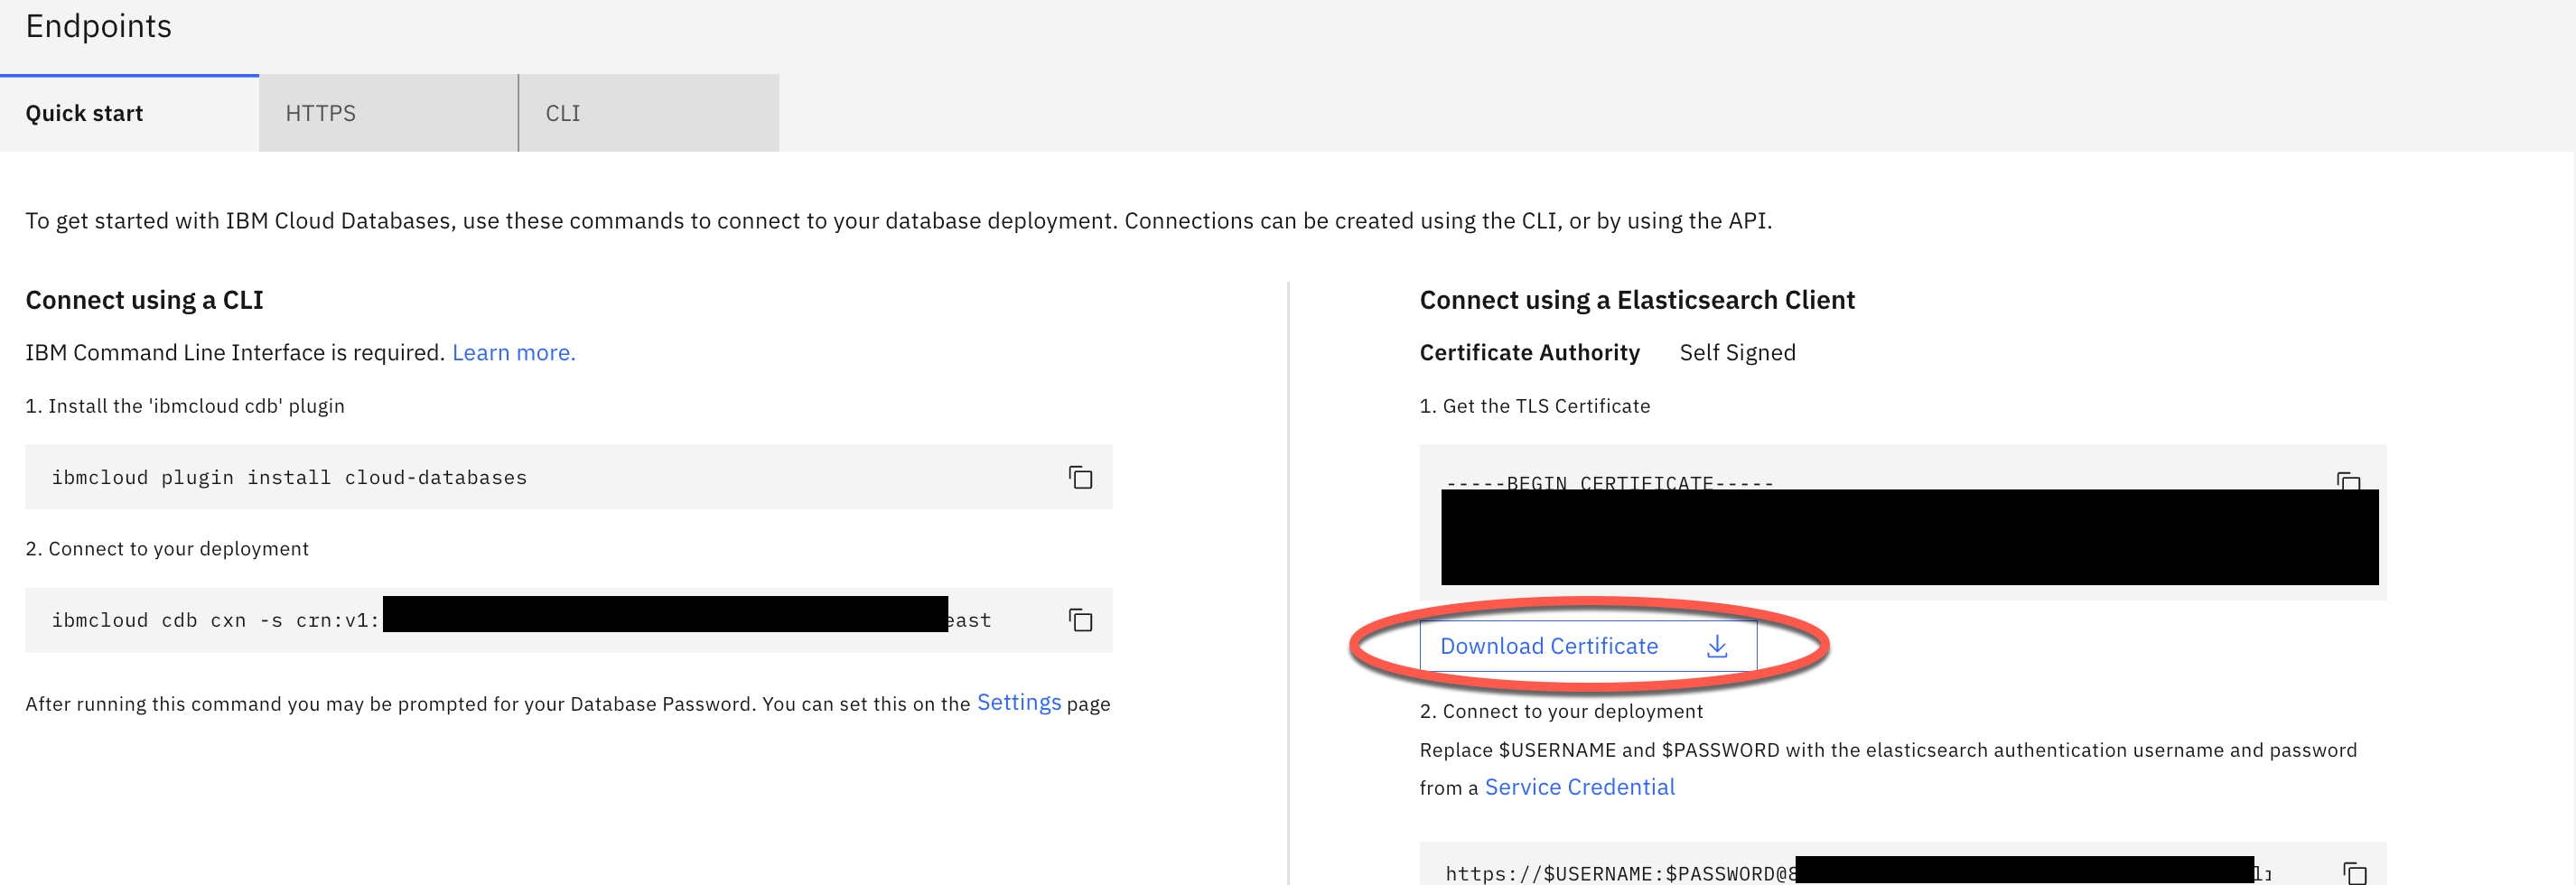 Endpoints
Quick start
HTTPS
CLI
To get started with IBM Cloud Databases, use these commands to connect to your database deployment. Connections can be created using the CLI, or by using the API.
Connect using a CLI
IBM Command Line Interface is required. Learn more.
1. Install the 'ibmcloud cdb' plugin
ibmcloud plugin install cloud-databases
2. Connect to your deployment
ibmcloud cdb cxn -s crn:v1: east
After running this command you may be prompted for your Database Password. You can set this on the Settings page
Connect using a Elasticsearch Client
Certificate Authority Self Signed
1. Get the TLS Certificate
-----BEGIN CERTIFICATE-----
Download Certificate
2. Connect to your deployment
Replace $USERNAME and $PASSWORD with the elasticsearch authentication username and password
from a Service Credential
https://$USERNAME:$PASSWORD@8